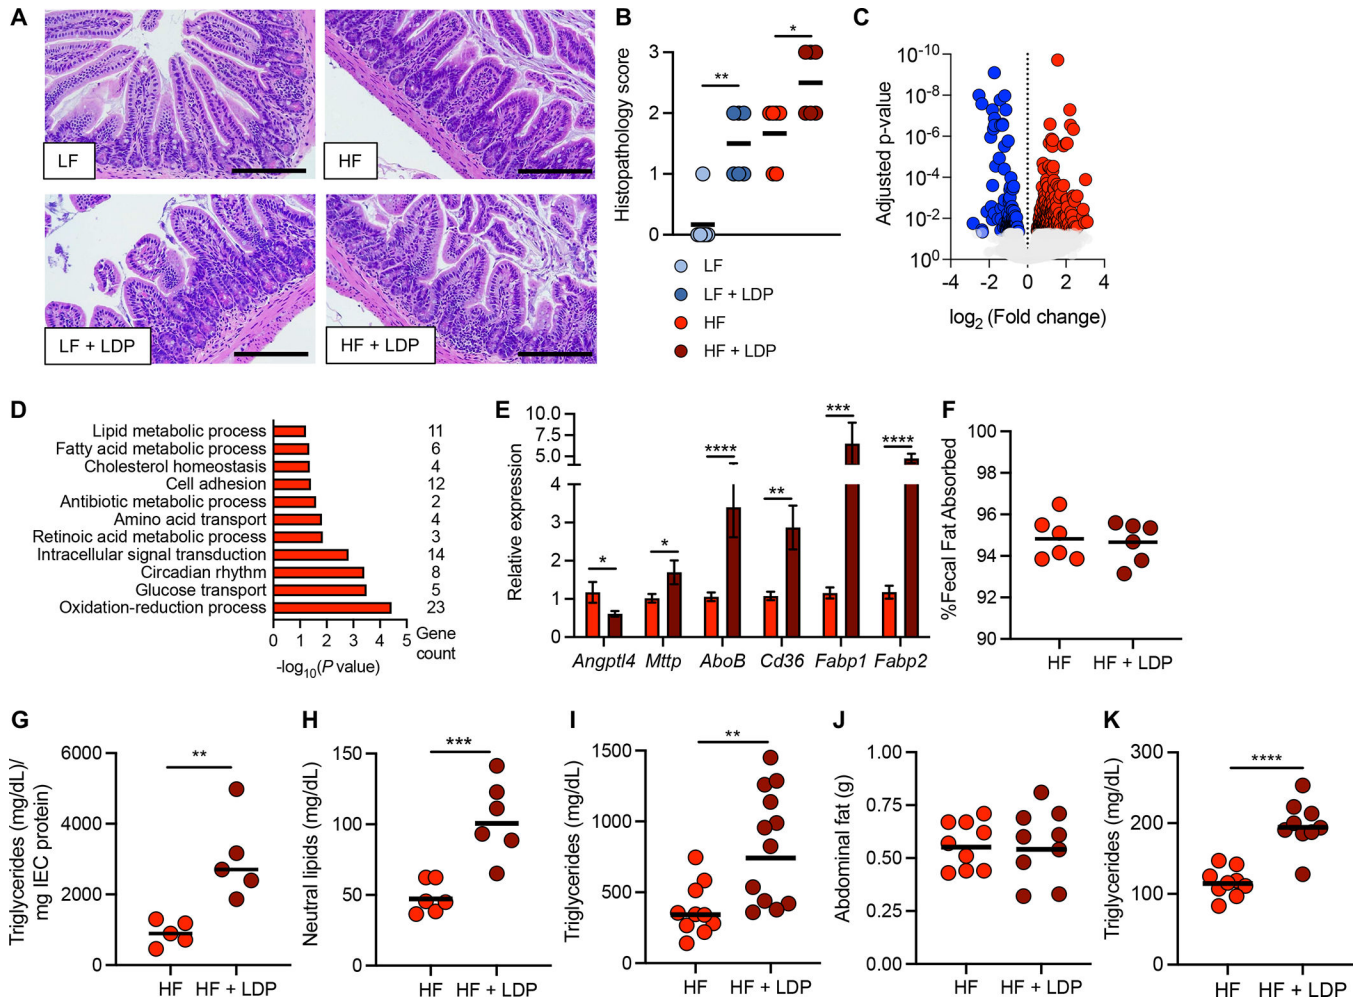 A
LF
HF
LF + LDP
HF + LDP
B
Histopathology score
3
2
1
0
**
*
LF
LF + LDP
HF
HF + LDP
C
Adjusted p-value
10-10
10-8
10-6
10-4
10-2
100
-4 -2 0 2 4
log2 (Fold change)
D
Lipid metabolic process 11
Fatty acid metabolic process 6
Cholesterol homeostasis 4
Cell adhesion 12
Antibiotic metabolic process 2
Amino acid transport 4
Retinoic acid metabolic process 3
Intracellular signal transduction 14
Circadian rhythm 8
Glucose transport 5
Oxidation-reduction process 23
0 1 2 3 4 5
Gene
count
-log10(P value)
E
Relative expression
10.0
7.5
5.0
4
3
2
1
0
*
*
****
**
***
****
Angptl4 Mttp AboB Cd36 Fabp1 Fabp2
F
%Fecal Fat Absorbed
100
98
96
94
92
90
HF HF + LDP
G
Triglycerides (mg/dL)/
mg IEC protein)
6000
4000
2000
0
**
HF HF + LDP
H
Neutral lipids (mg/dL)
150
100
50
0
***
HF HF + LDP
I
Triglycerides (mg/dL)
1500
1000
500
0
**
HF HF + LDP
J
Abdominal fat (g)
1.00
0.75
0.50
0.25
0.00
HF HF + LDP
K
Triglycerides (mg/dL)
300
200
100
0
****
HF HF + LDP